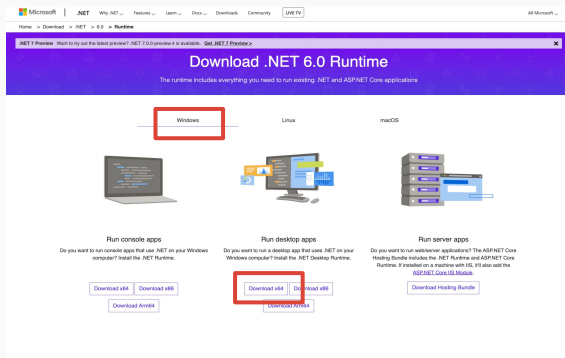 Microsoft .NET Why .NET Features Learn Docs Downloads Community LIVE TV All Microsoft
Home > Download > .NET > 6.0 > Runtime
.NET 7 Preview Want to try out the latest preview? .NET 7.0.0-preview.4 is available. Get .NET 7 Preview >
Download .NET 6.0 Runtime
The runtime includes everything you need to run existing .NET and ASP.NET Core applications
Windows Linux macOS
Run console apps
Do you want to run console apps that use .NET on your Windows
computer? Install the .NET Runtime.
Download x64 Download x86
Download Arm64
Run desktop apps
Do you want to run a desktop app that uses .NET on your
Windows computer? Install the .NET Desktop Runtime.
Download x64 Download x86
Download Arm64
Run server apps
Do you want to run web/server applications? The ASP.NET Core
Hosting Bundle includes the .NET Runtime and ASP.NET Core
Runtime. If installed on a machine with IIS, it'll also add the
ASP.NET Core IIS Module.
Download Hosting Bundle